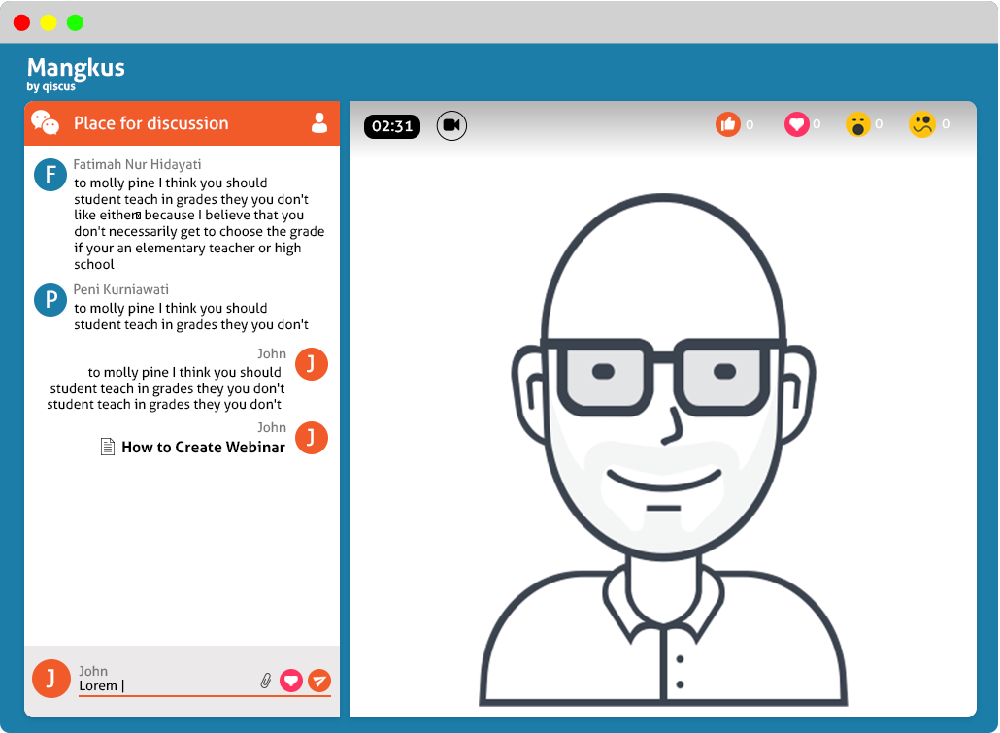 Mangkus
by qiscus
Place for discussion
02:31
0
0
0
0
F
Fatimah Nur Hidayati
to molly pine I think you should
student teach in grades they you don't
like either because I believe that you
don't necessarily get to choose the grade
if your an elementary teacher or high
school
P
Peni Kurniawati
to molly pine I think you should
student teach in grades they you don't
John
J
to molly pine I think you should
student teach in grades they you don't
student teach in grades they you don't
John
J
How to Create Webinar
J
John
Lorem |